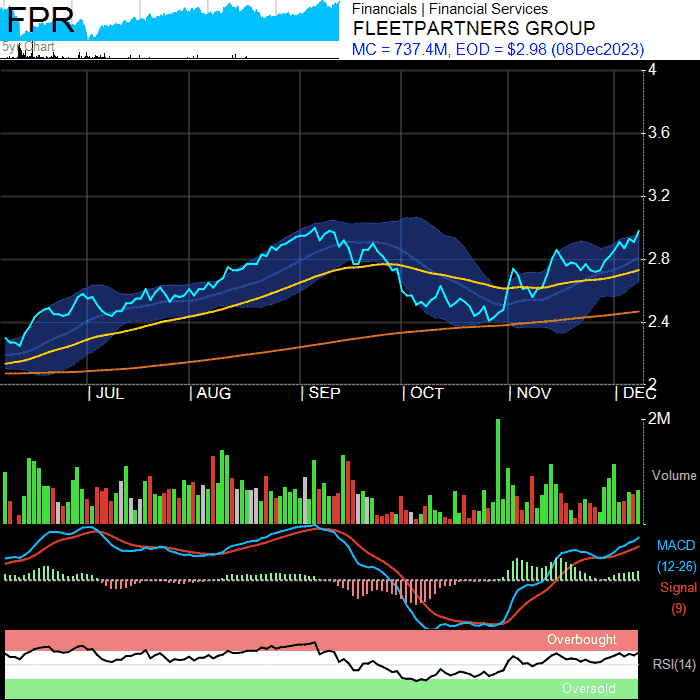 FPR
5yr Chart
Financials | Financial Services
FLEETPARTNERS GROUP
MC = 737.4M, EOD = $2.98 (08Dec2023)
4
3.6
3.2
2.8
2.4
2
JUL
AUG
SEP
OCT
NOV
DEC
2M
Volume
MACD
(12-26)
Signal
(9)
Overbought
RSI(14)
Oversold